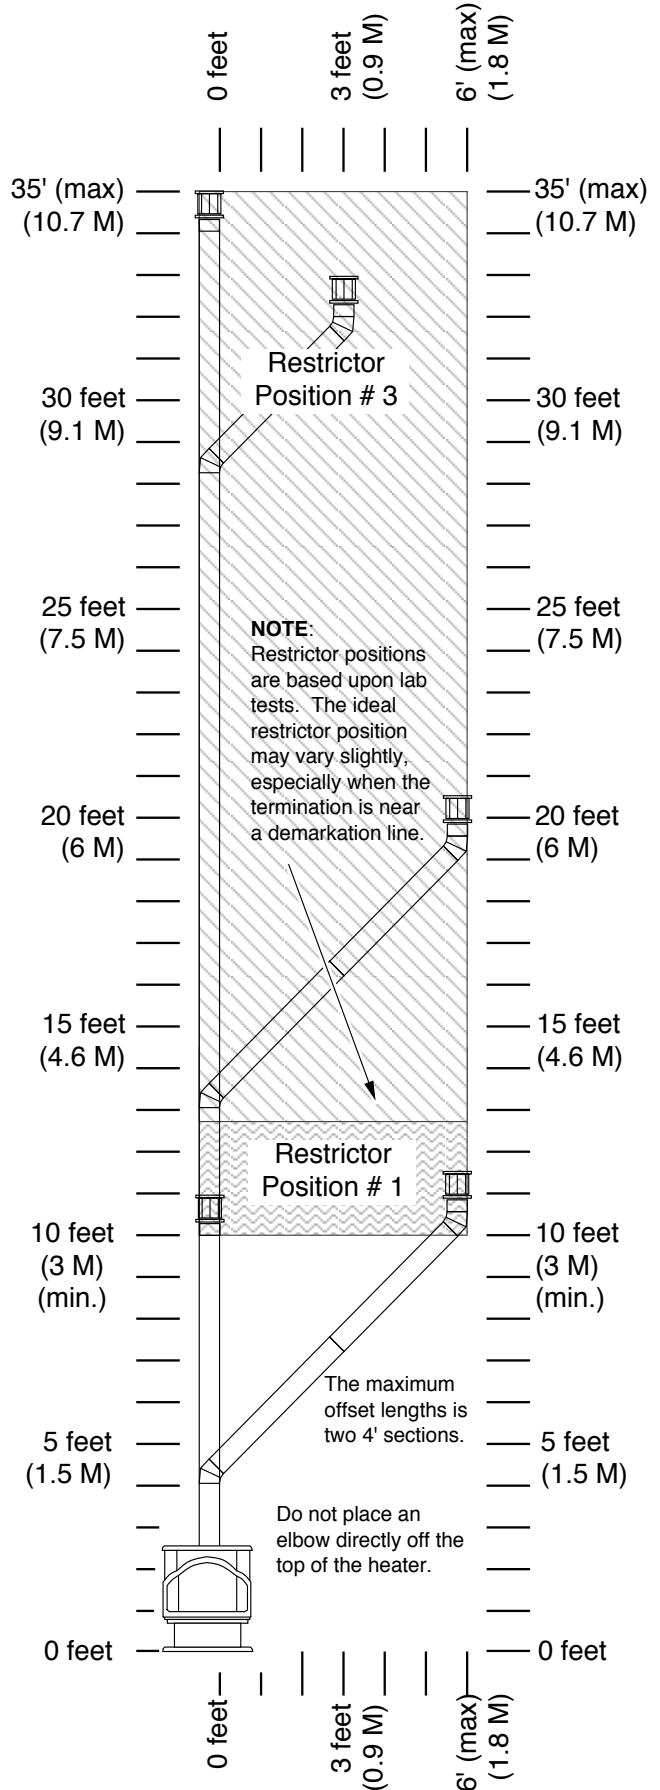 0 feet
3 feet
(0.9 M)
6' (max)
(1.8 M)
35' (max)
(10.7 M)
35' (max)
(10.7 M)
Restrictor
Position # 3
30 feet
(9.1 M)
30 feet
(9.1 M)
25 feet
(7.5 M)
25 feet
(7.5 M)
NOTE:
Restrictor positions
are based upon lab
tests. The ideal
restrictor position
may vary slightly,
especially when the
termination is near
a demarkation line.
20 feet
(6 M)
20 feet
(6 M)
15 feet
(4.6 M)
15 feet
(4.6 M)
Restrictor
Position # 1
10 feet
(3 M)
(min.)
10 feet
(3 M)
(min.)
The maximum
offset lengths is
two 4' sections.
5 feet
(1.5 M)
5 feet
(1.5 M)
Do not place an
elbow directly off the
top of the heater.
0 feet
0 feet
0 feet
3 feet
(0.9 M)
6' (max)
(1.8 M)